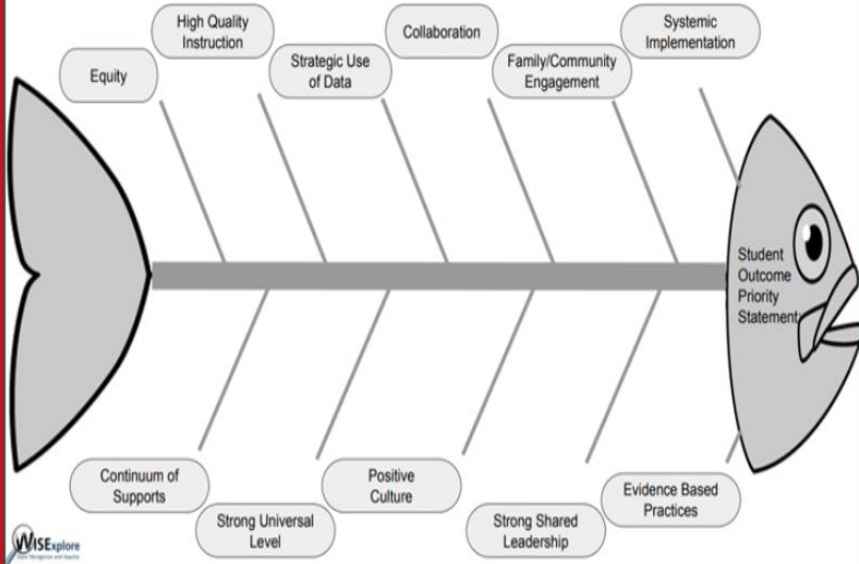 High Quality
Instruction
Collaboration
Systemic
Implementation
Equity
Strategic Use
of Data
Family/Community
Engagement
Student
Outcome
Priority
Statement
Continuum of
Supports
Positive
Culture
Evidence Based
Practices
Strong Universal
Level
Strong Shared
Leadership
WISExplore